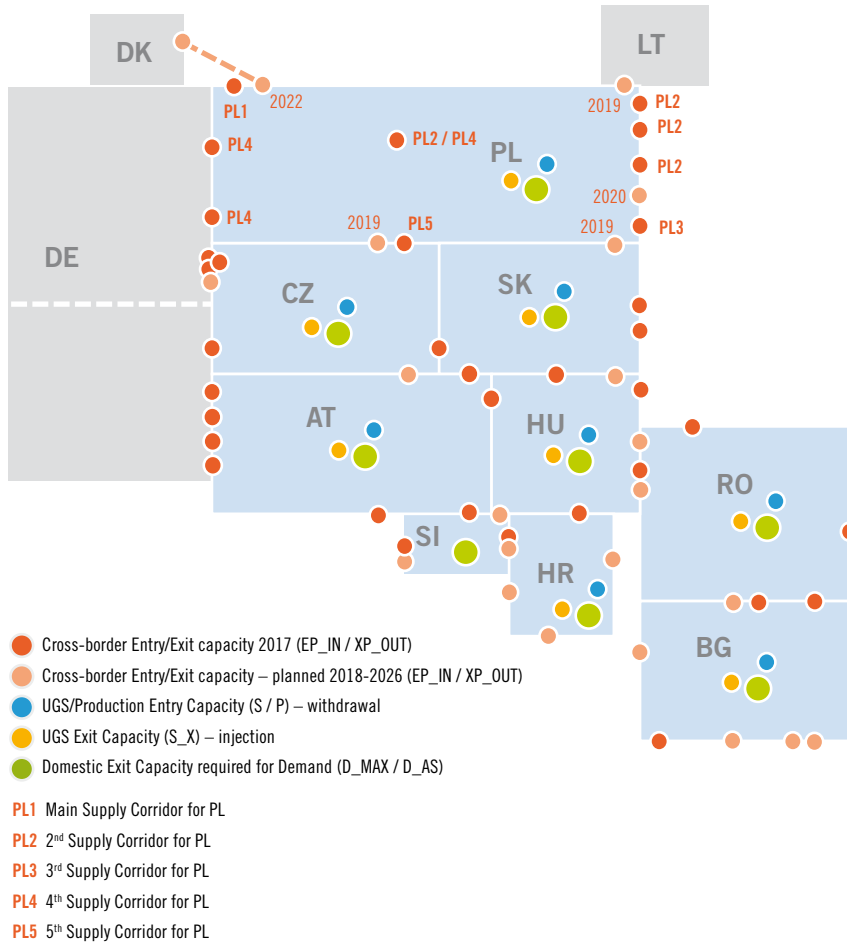 DK
LT
2022
2019
PL2
PL1
PL2
PL4
PL2 / PL4
PL
PL2
2020
PL4
2019
PL5
2019
PL3
DE
CZ
SK
AT
HU
RO
SI
HR
BG
Cross-border Entry/Exit capacity 2017 (EP_IN / XP_OUT)
Cross-border Entry/Exit capacity – planned 2018-2026 (EP_IN / XP_OUT)
UGS/Production Entry Capacity (S / P) – withdrawal
UGS Exit Capacity (S_X) – injection
Domestic Exit Capacity required for Demand (D_MAX / D_AS)
PL1 Main Supply Corridor for PL
PL2 2nd Supply Corridor for PL
PL3 3rd Supply Corridor for PL
PL4 4th Supply Corridor for PL
PL5 5th Supply Corridor for PL